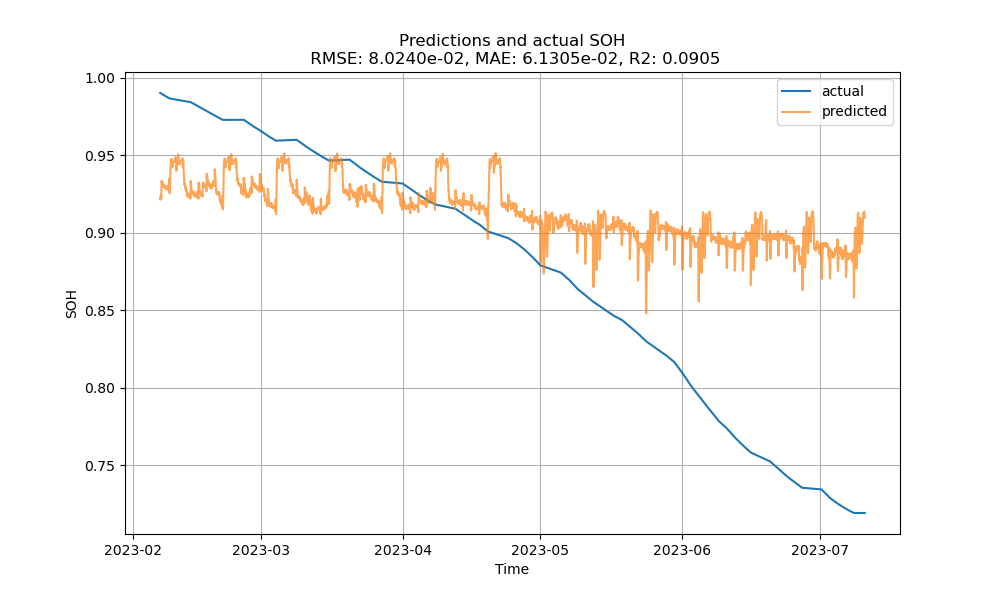 Predictions and actual SOH
RMSE: 8.0240e-02, MAE: 6.1305e-02, R2: 0.0905
actual
predicted
1.00
0.95
0.90
0.85
0.80
0.75
SOH
2023-02
2023-03
2023-04
2023-05
2023-06
2023-07
Time